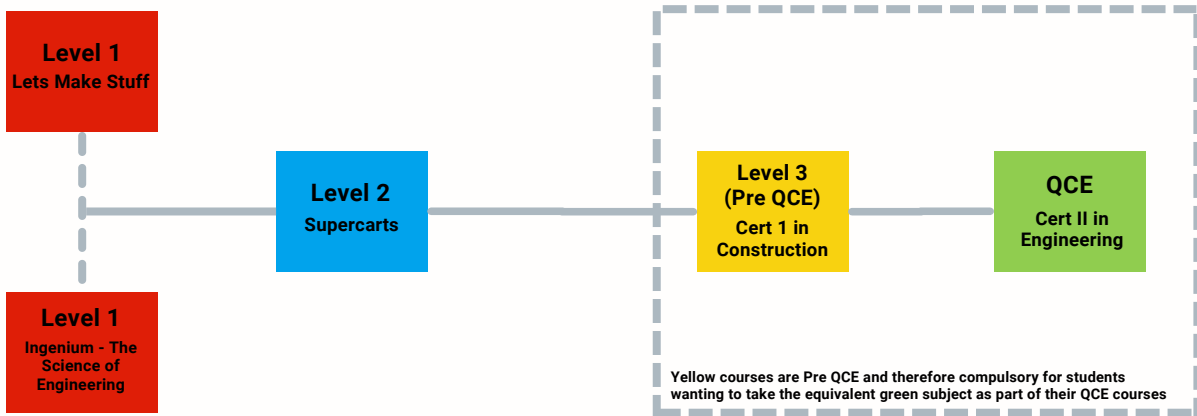 Level 1
Lets Make Stuff
Level 2
Supercarts
Level 3
(Pre QCE)
Cert 1 in
Construction
QCE
Cert II in
Engineering
Level 1
Ingenium - The
Science of
Engineering
Yellow courses are Pre QCE and therefore compulsory for students
wanting to take the equivalent green subject as part of their QCE courses